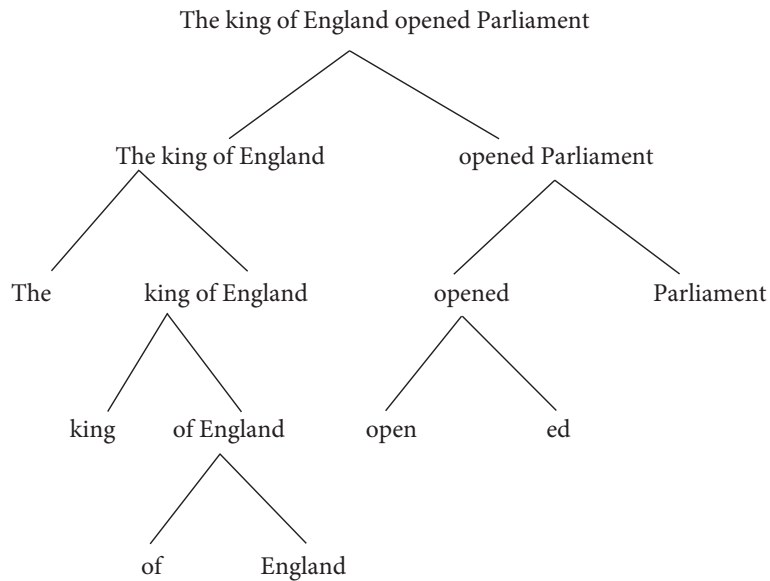 The king of England opened Parliament
The king of England opened Parliament
The king of England opened Parliament
king of England open ed
of England